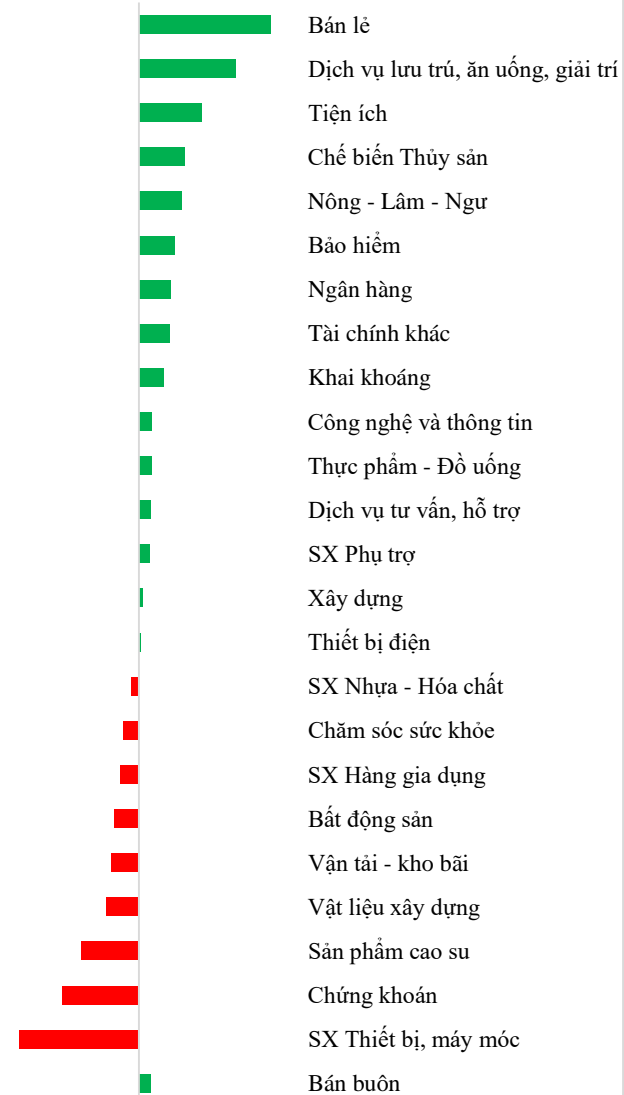 Bán lẻ
Dịch vụ lưu trú, ăn uống, giải trí
Tiện ích
Chế biến Thủy sản
Nông - Lâm - Ngư
Bảo hiểm
Ngân hàng
Tài chính khác
Khai khoáng
Công nghệ và thông tin
Thực phẩm - Đồ uống
Dịch vụ tư vấn, hỗ trợ
SX Phụ trợ
Xây dựng
Thiết bị điện
SX Nhựa - Hóa chất
Chăm sóc sức khỏe
SX Hàng gia dụng
Bất động sản
Vận tải - kho bãi
Vật liệu xây dựng
Sản phẩm cao su
Chứng khoán
SX Thiết bị, máy móc
Bán buôn